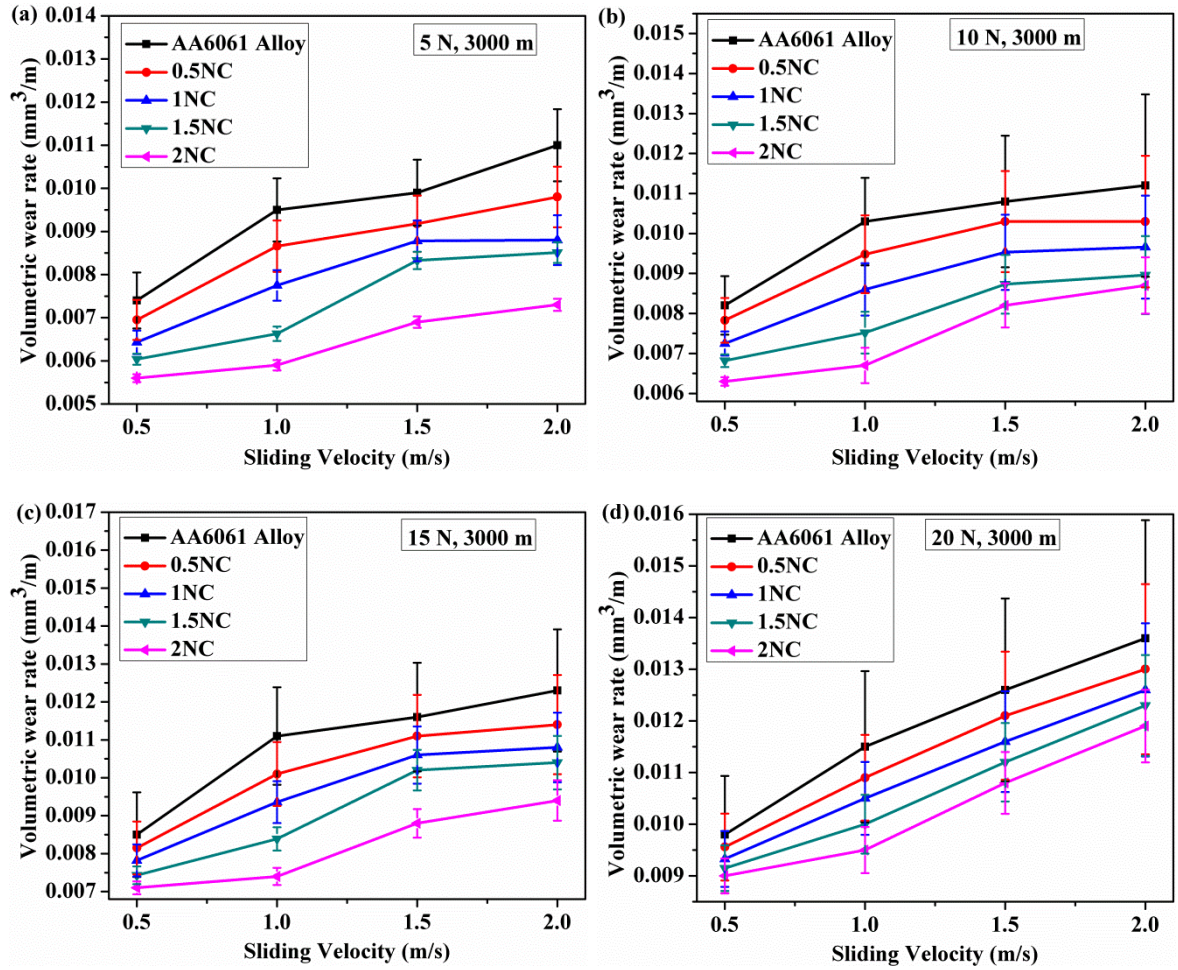 (a)
0.014
0.013
0.012
0.011
0.010
0.009
0.008
0.007
0.006
0.005
Volumetric wear rate (mm³/m)
AA6061 Alloy
0.5NC
1NC
1.5NC
2NC
5 N, 3000 m
0.5 1.0 1.5 2.0
Sliding Velocity (m/s)
(b)
0.015
0.014
0.013
0.012
0.011
0.010
0.009
0.008
0.007
0.006
Volumetric wear rate (mm³/m)
AA6061 Alloy
0.5NC
1NC
1.5NC
2NC
10 N, 3000 m
0.5 1.0 1.5 2.0
Sliding Velocity (m/s)
(c)
0.017
0.016
0.015
0.014
0.013
0.012
0.011
0.010
0.009
0.008
0.007
Volumetric wear rate (mm³/m)
AA6061 Alloy
0.5NC
1NC
1.5NC
2NC
15 N, 3000 m
0.5 1.0 1.5 2.0
Sliding Velocity (m/s)
(d)
0.016
0.015
0.014
0.013
0.012
0.011
0.010
0.009
Volumetric wear rate (mm³/m)
AA6061 Alloy
0.5NC
1NC
1.5NC
2NC
20 N, 3000 m
0.5 1.0 1.5 2.0
Sliding Velocity (m/s)